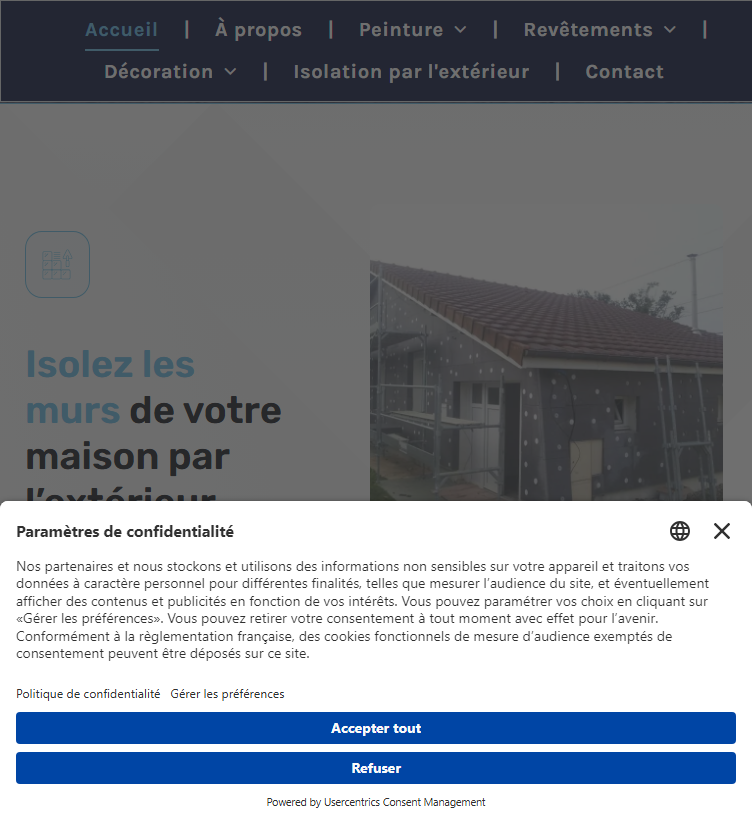 Accueil | À propos | Peinture | Revêtements |
Décoration | Isolation par l'extérieur | Contact
Isolez les
murs de votre
maison par
l’extérieur
Paramètres de confidentialité
Nos partenaires et nous stockons et utilisons des informations non sensibles sur votre appareil et traitons vos
données à caractère personnel pour différentes finalités, telles que mesurer l’audience du site, et éventuellement
afficher des contenus et publicités en fonction de vos intérêts. Vous pouvez paramétrer vos choix en cliquant sur
«Gérer les préférences». Vous pouvez retirer votre consentement à tout moment avec effet pour l’avenir.
Conformément à la règlementation française, des cookies fonctionnels de mesure d’audience exemptés de
consentement peuvent être déposés sur ce site.
Politique de confidentialité Gérer les préférences
Accepter tout
Refuser
Powered by Usercentrics Consent Management